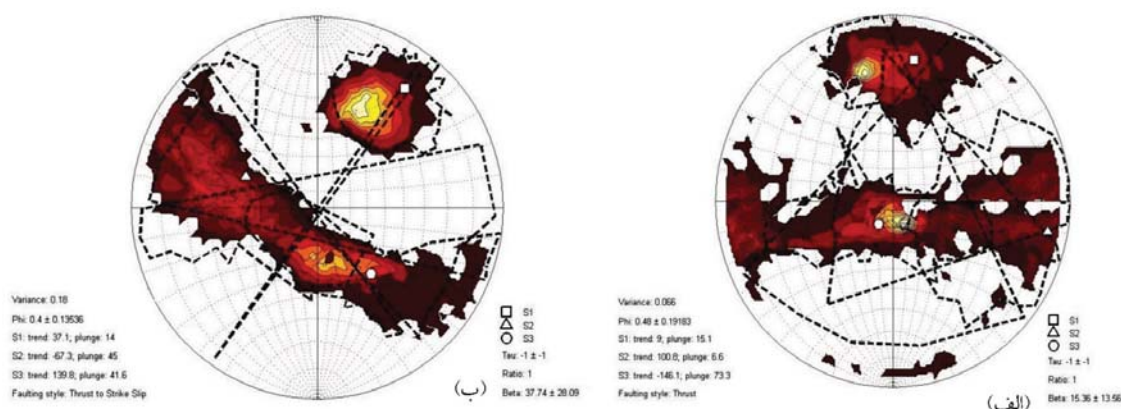 Variance: 0.18
Phi: 0.4 ± 0.13536
S1: trend: 37.1; plunge: 14
S2: trend: -67.3; plunge: 45
S3: trend: 139.8; plunge: 41.6
Faulting style: Thrust to Strike Slip
S1
S2
S3
Tau: -1 ± -1
Ratio: 1
Beta: 37.74 ± 28.09
(ب)
Variance: 0.066
Phi: 0.48 ± 0.19183
S1: trend: 9; plunge: 15.1
S2: trend: 100.8; plunge: 6.6
S3: trend: -146.1; plunge: 73.3
Faulting style: Thrust
S1
S2
S3
Tau: -1 ± -1
Ratio: 1
Beta: 15.36 ± 13.56
(الف)